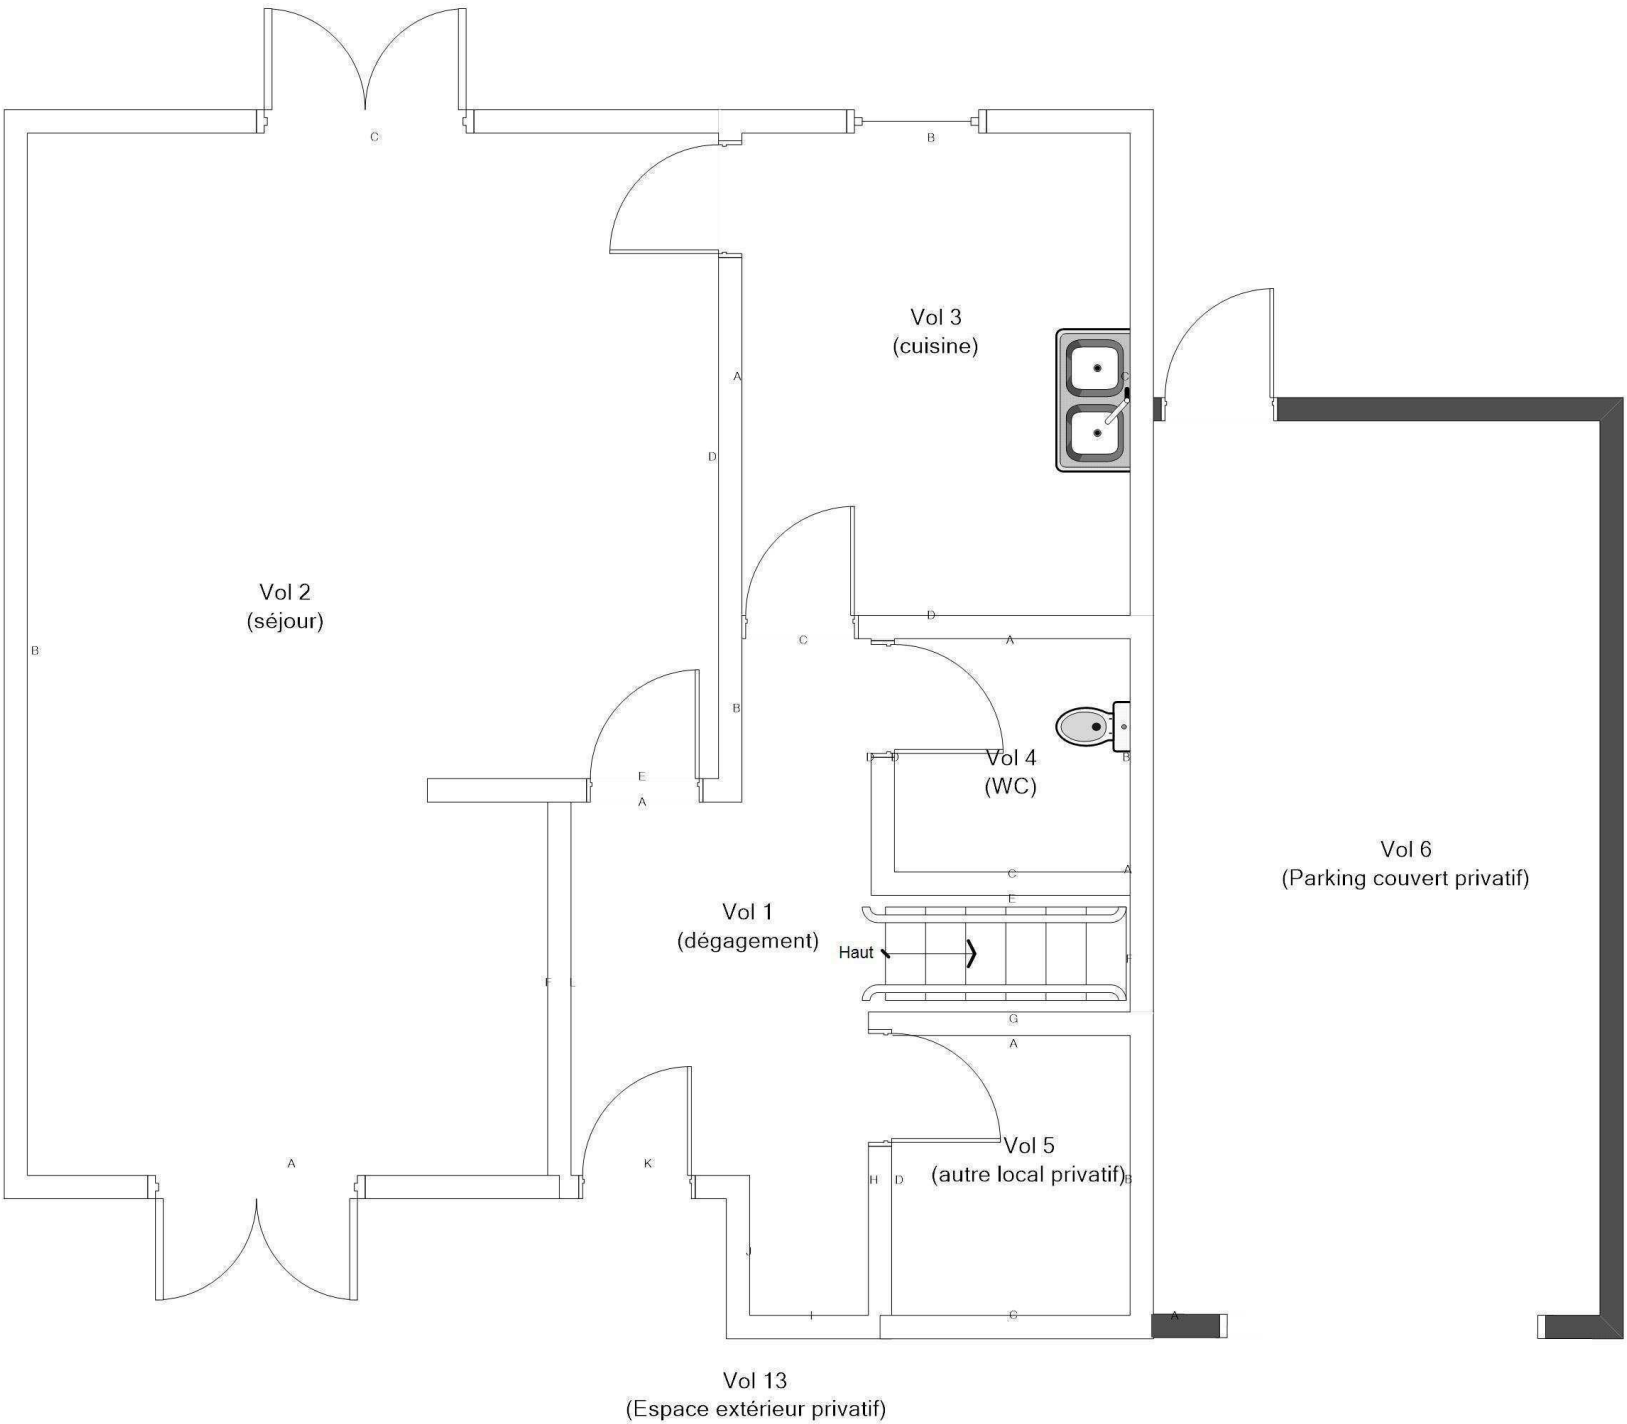 C
B
Vol 3
(cuisine)
A
C
D
Vol 2
(séjour)
D
C
A
B
B
D
D
Vol 4
(WC)
B
E
A
Vol 6
(Parking couvert privatif)
C
A
E
Vol 1
(dégagement)
Haut
F
F
L
G
A
Vol 5
(autre local privatif)
A
K
H
D
B
J
I
C
A
Vol 13
(Espace extérieur privatif)